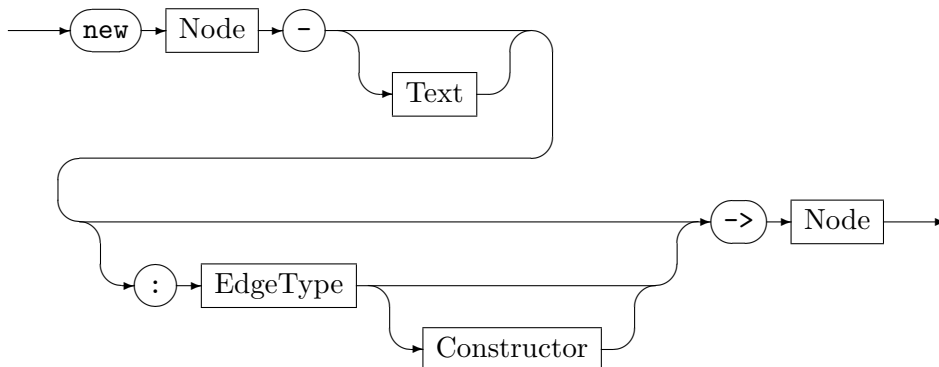 new Node -
Text
-> Node
: EdgeType
Constructor